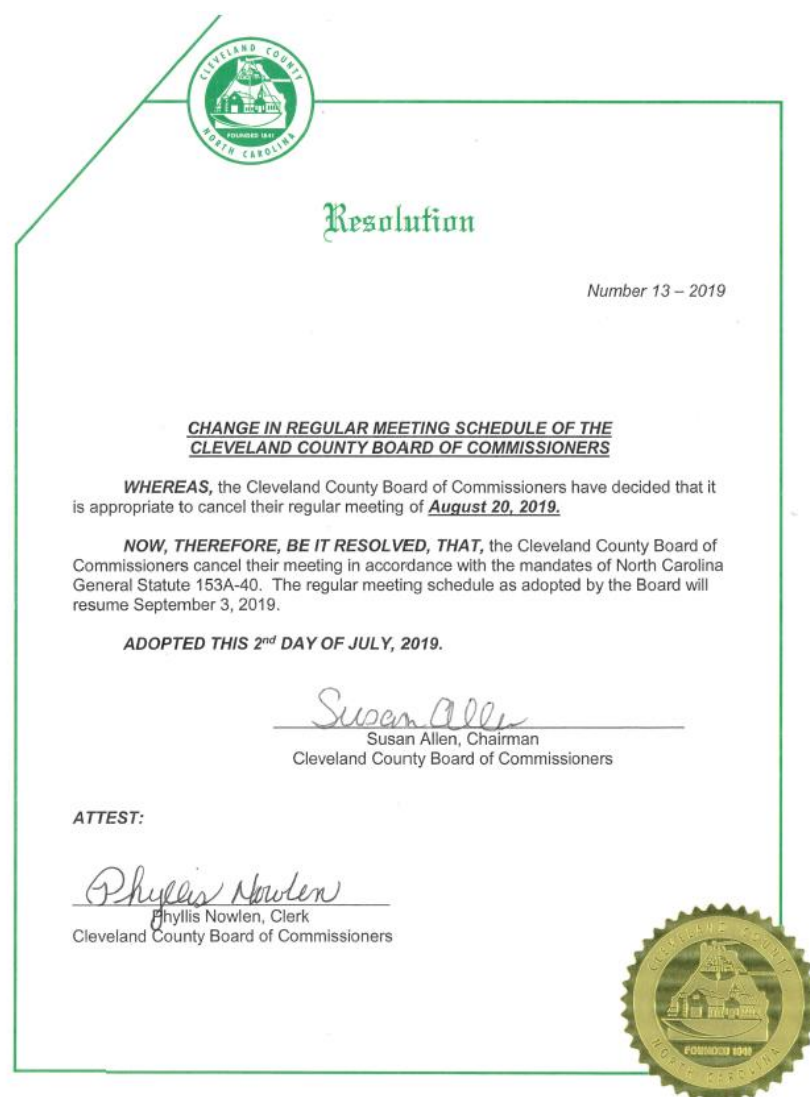 CLEVELAND COUNTY
FOUNDED 1841
NORTH CAROLINA
Resolution
Number 13 – 2019
CHANGE IN REGULAR MEETING SCHEDULE OF THE
CLEVELAND COUNTY BOARD OF COMMISSIONERS
WHEREAS, the Cleveland County Board of Commissioners have decided that it
is appropriate to cancel their regular meeting of August 20, 2019.
NOW, THEREFORE, BE IT RESOLVED, THAT, the Cleveland County Board of
Commissioners cancel their meeting in accordance with the mandates of North Carolina
General Statute 153A-40. The regular meeting schedule as adopted by the Board will
resume September 3, 2019.
ADOPTED THIS 2nd DAY OF JULY, 2019.
Susan Allen
Susan Allen, Chairman
Cleveland County Board of Commissioners
ATTEST:
Phyllis Nowlen
Phyllis Nowlen, Clerk
Cleveland County Board of Commissioners
CLEVELAND COUNTY
FOUNDED 1841
NORTH CAROLINA